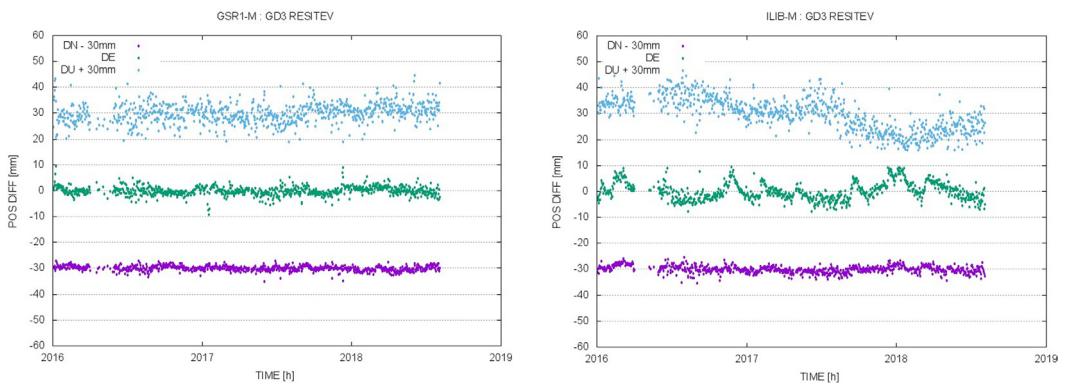 GSR1-M : GD3 RESITEV
60
50
40
30
20
10
0
-10
-20
-30
-40
-50
-60
POS DIFF [mm]
DN - 30mm
DE
DU + 30mm
2016
2017
2018
2019
TIME [h]
ILIB-M : GD3 RESITEV
60
50
40
30
20
10
0
-10
-20
-30
-40
-50
-60
POS DIFF [mm]
DN - 30mm
DE
DU + 30mm
2016
2017
2018
2019
TIME [h]